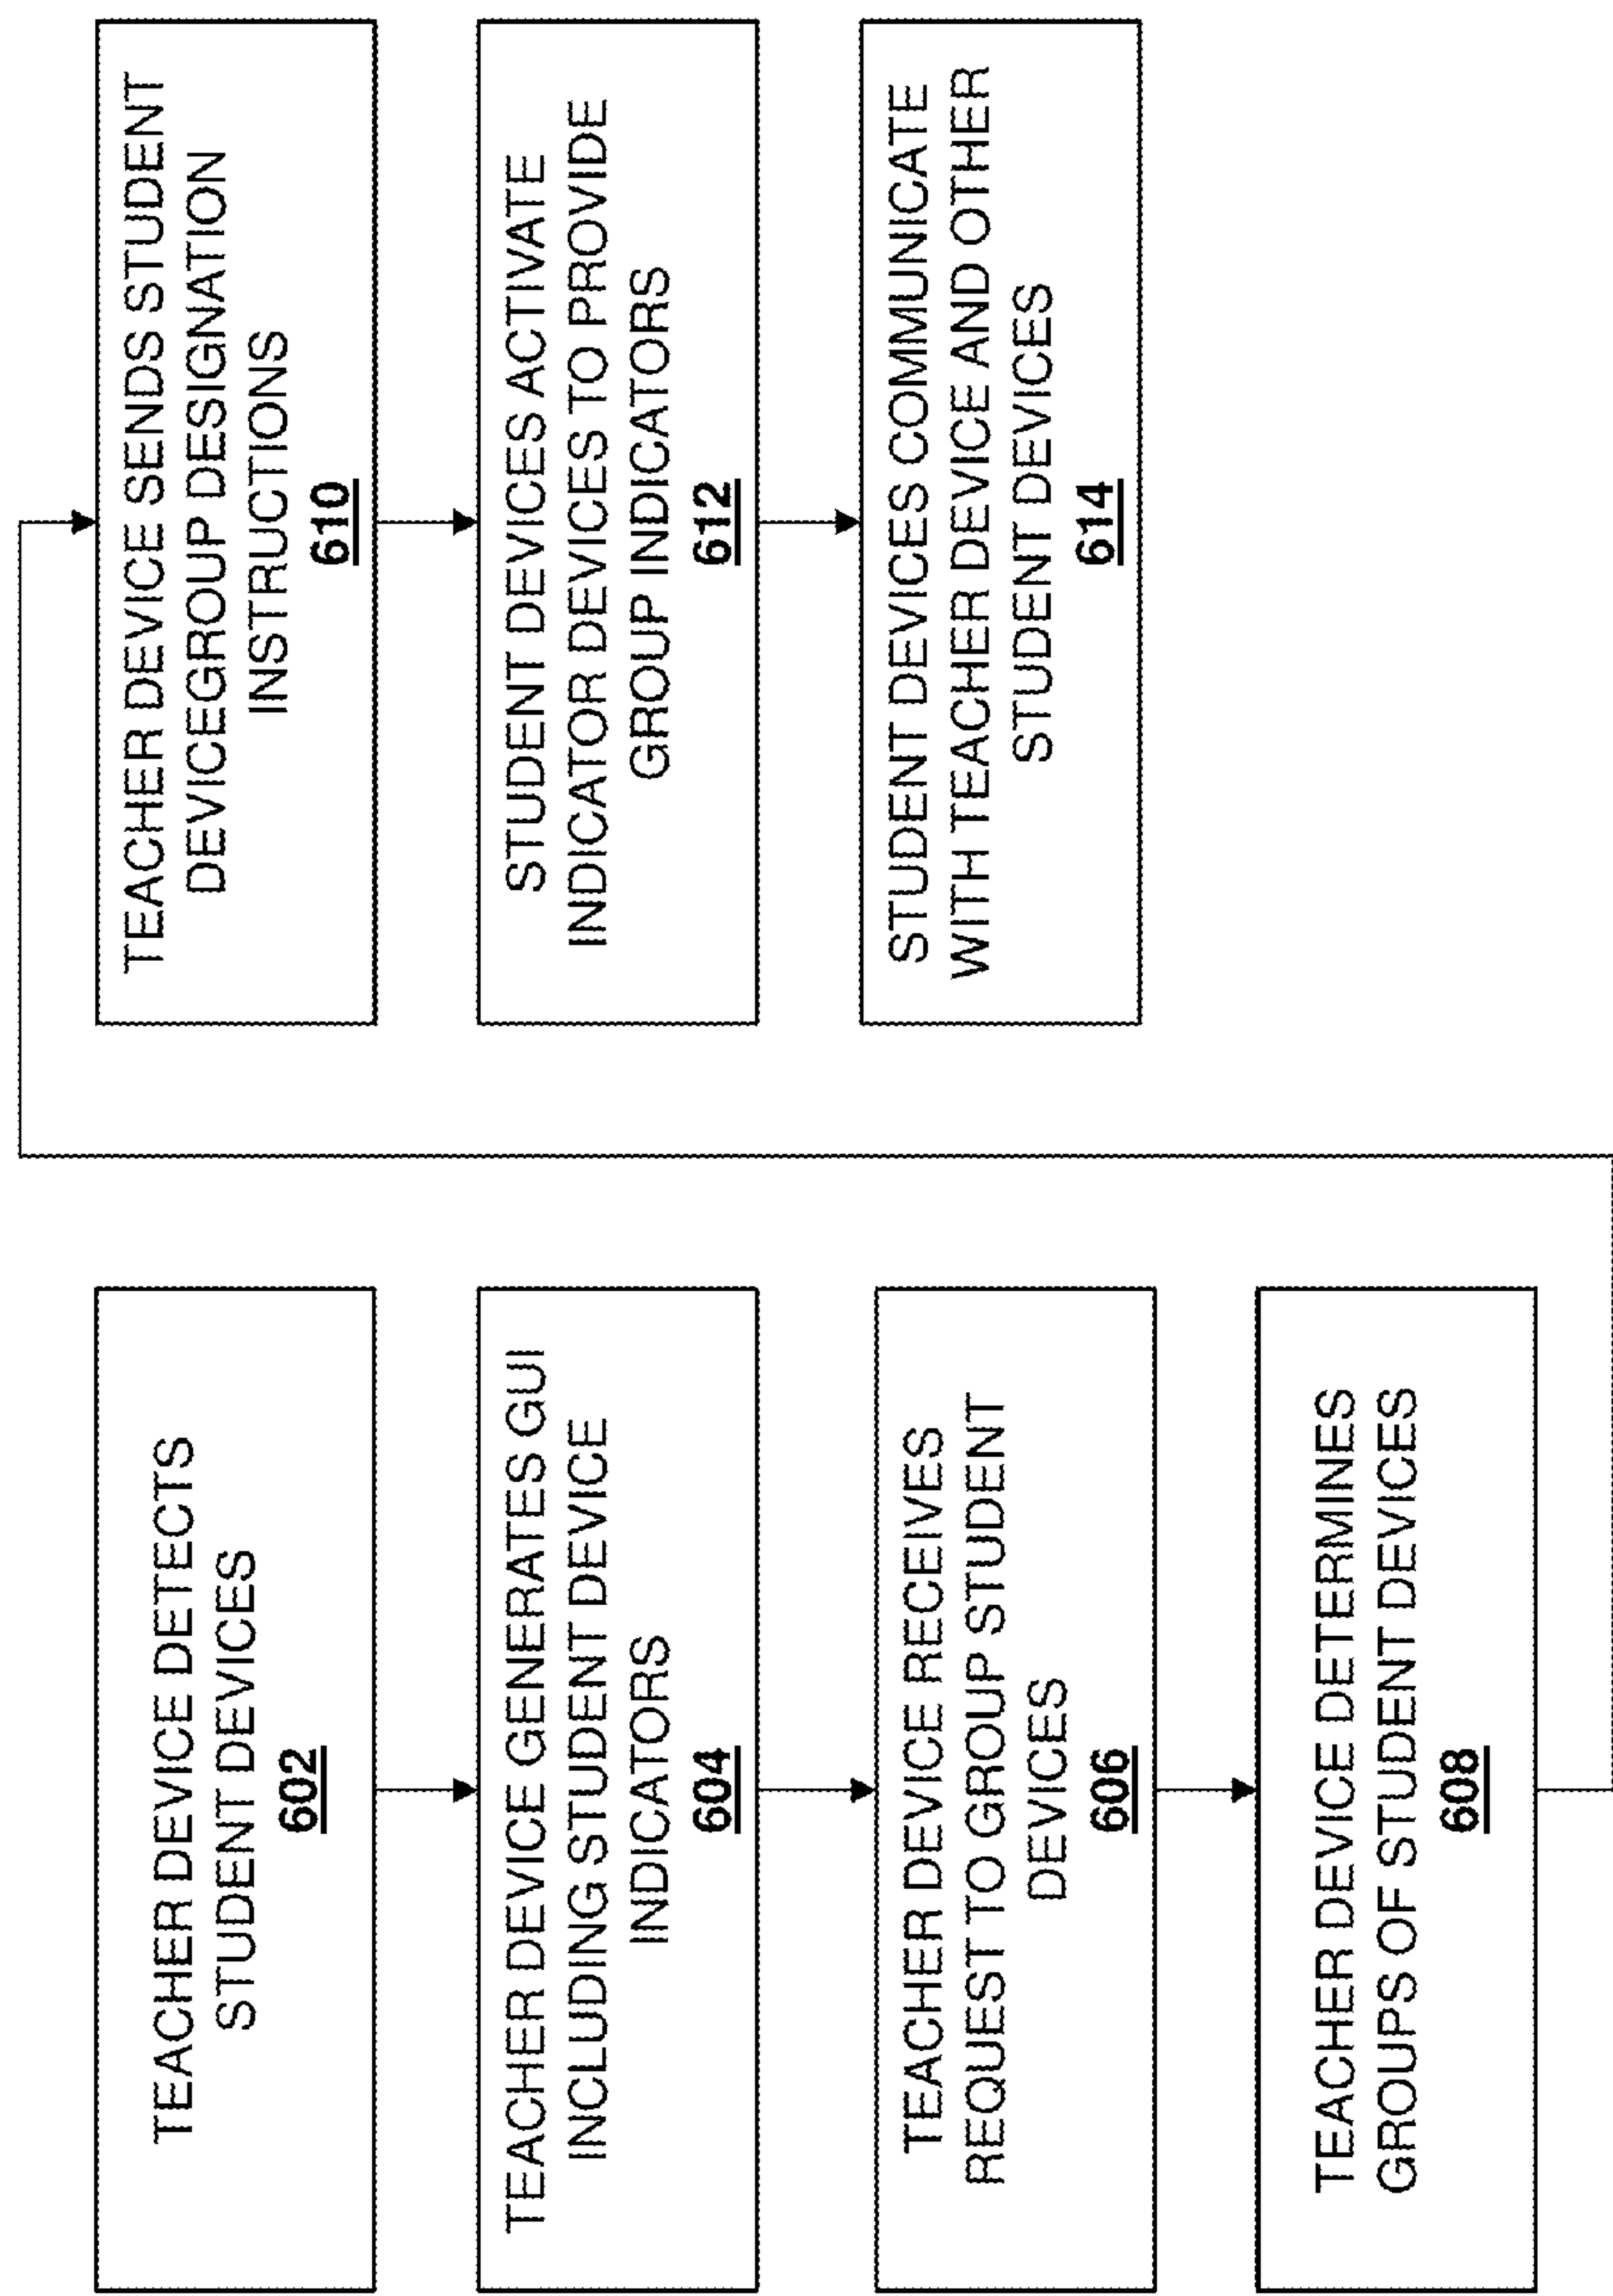 TEACHER DEVICE DETECTS
STUDENT DEVICES
602
TEACHER DEVICE GENERATES GUI
INCLUDING STUDENT DEVICE
INDICATORS
604
TEACHER DEVICE RECEIVES
REQUEST TO GROUP STUDENT
DEVICES
606
TEACHER DEVICE DETERMINES
GROUPS OF STUDENT DEVICES
608
TEACHER DEVICE SENDS STUDENT
DEVICEGROUP DESIGNATION
INSTRUCTIONS
610
STUDENT DEVICES ACTIVATE
INDICATOR DEVICES TO PROVIDE
GROUP INDICATORS
612
STUDENT DEVICES COMMUNICATE
WITH TEACHER DEVICE AND OTHER
STUDENT DEVICES
614